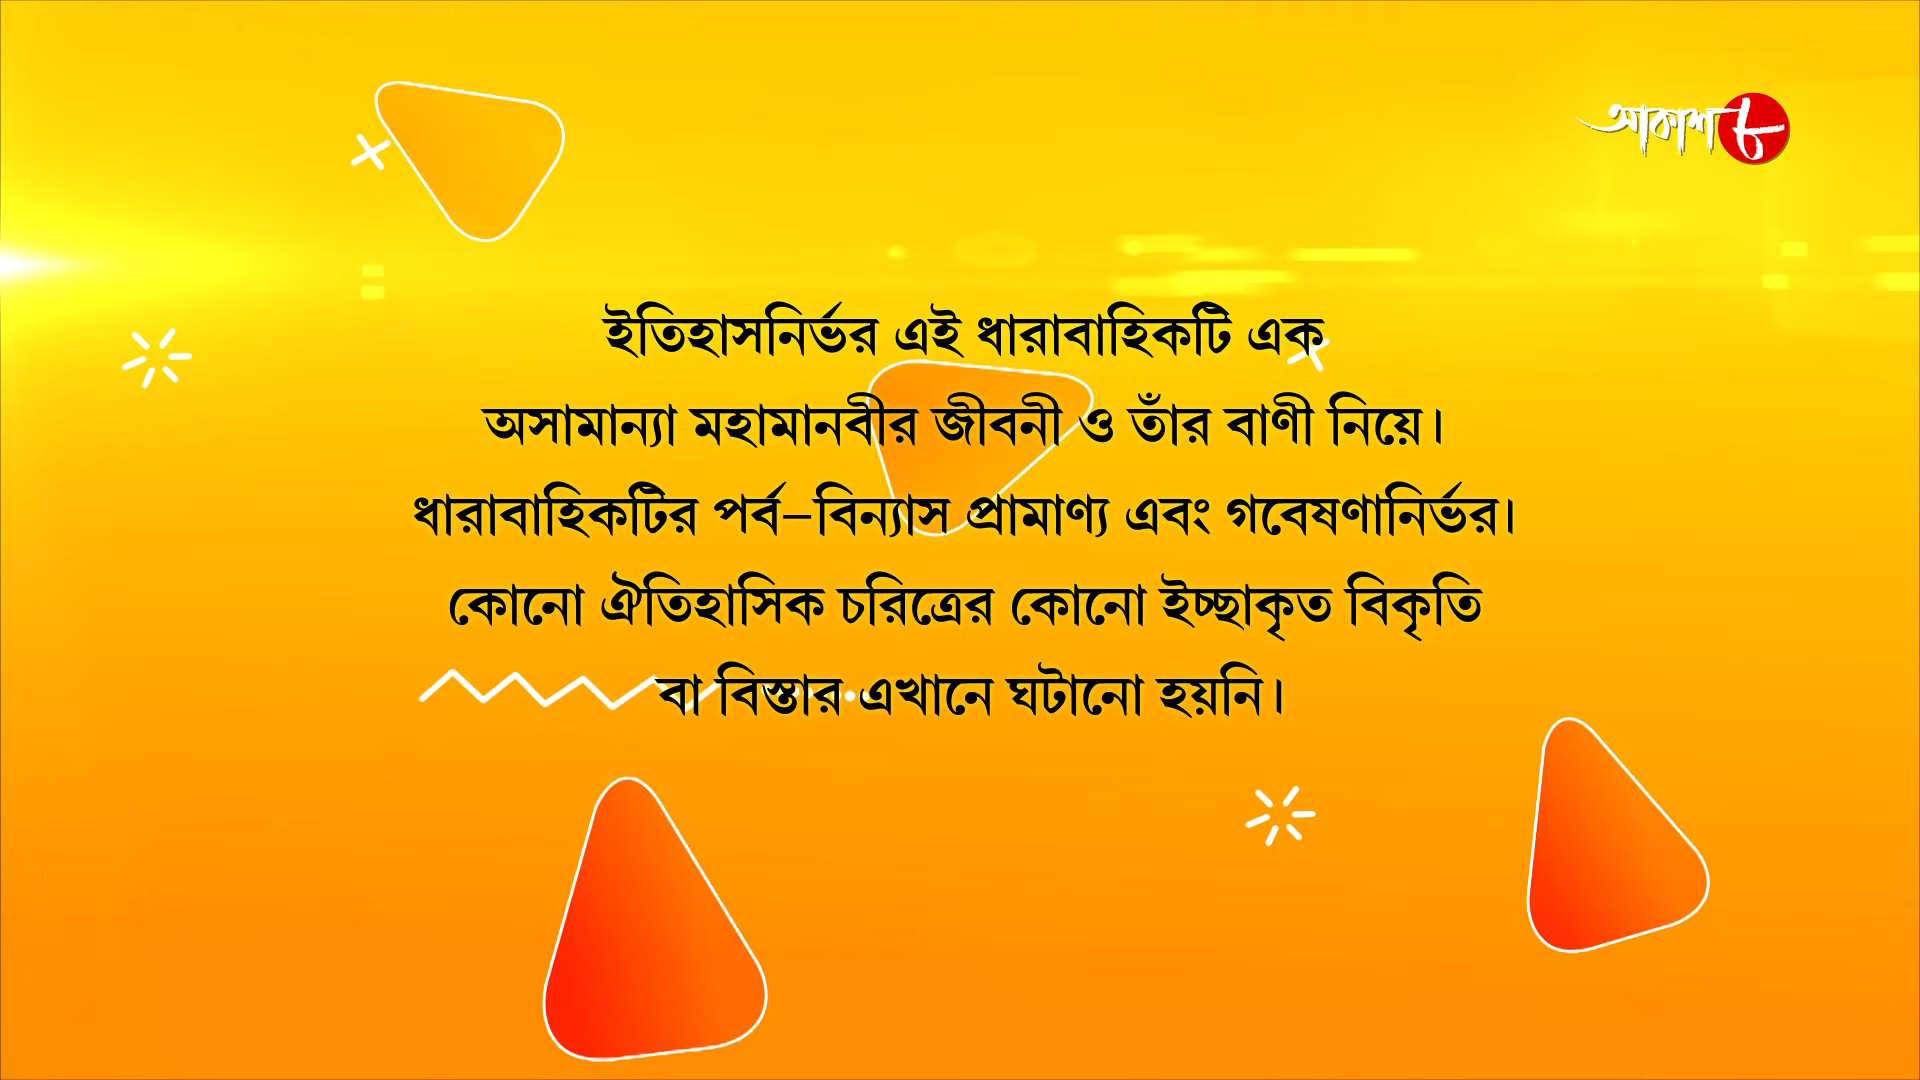 আকাশ ৮
ইতিহাসনির্ভর এই ধারাবাহিকটি এক
অসামান্যা মহামানবীর জীবনী ও তাঁর বাণী নিয়ে।
ধারাবাহিকটির পর্ব–বিন্যাস প্রামাণ্য এবং গবেষণানির্ভর।
কোনো ঐতিহাসিক চরিত্রের কোনো ইচ্ছাকৃত বিকৃতি
বা বিস্তার এখানে ঘটানো হয়নি।